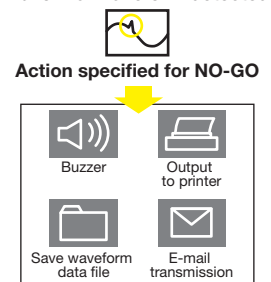 Action specified for NO-GO
Buzzer
Output
to printer
Save waveform
data file
E-mail
transmission